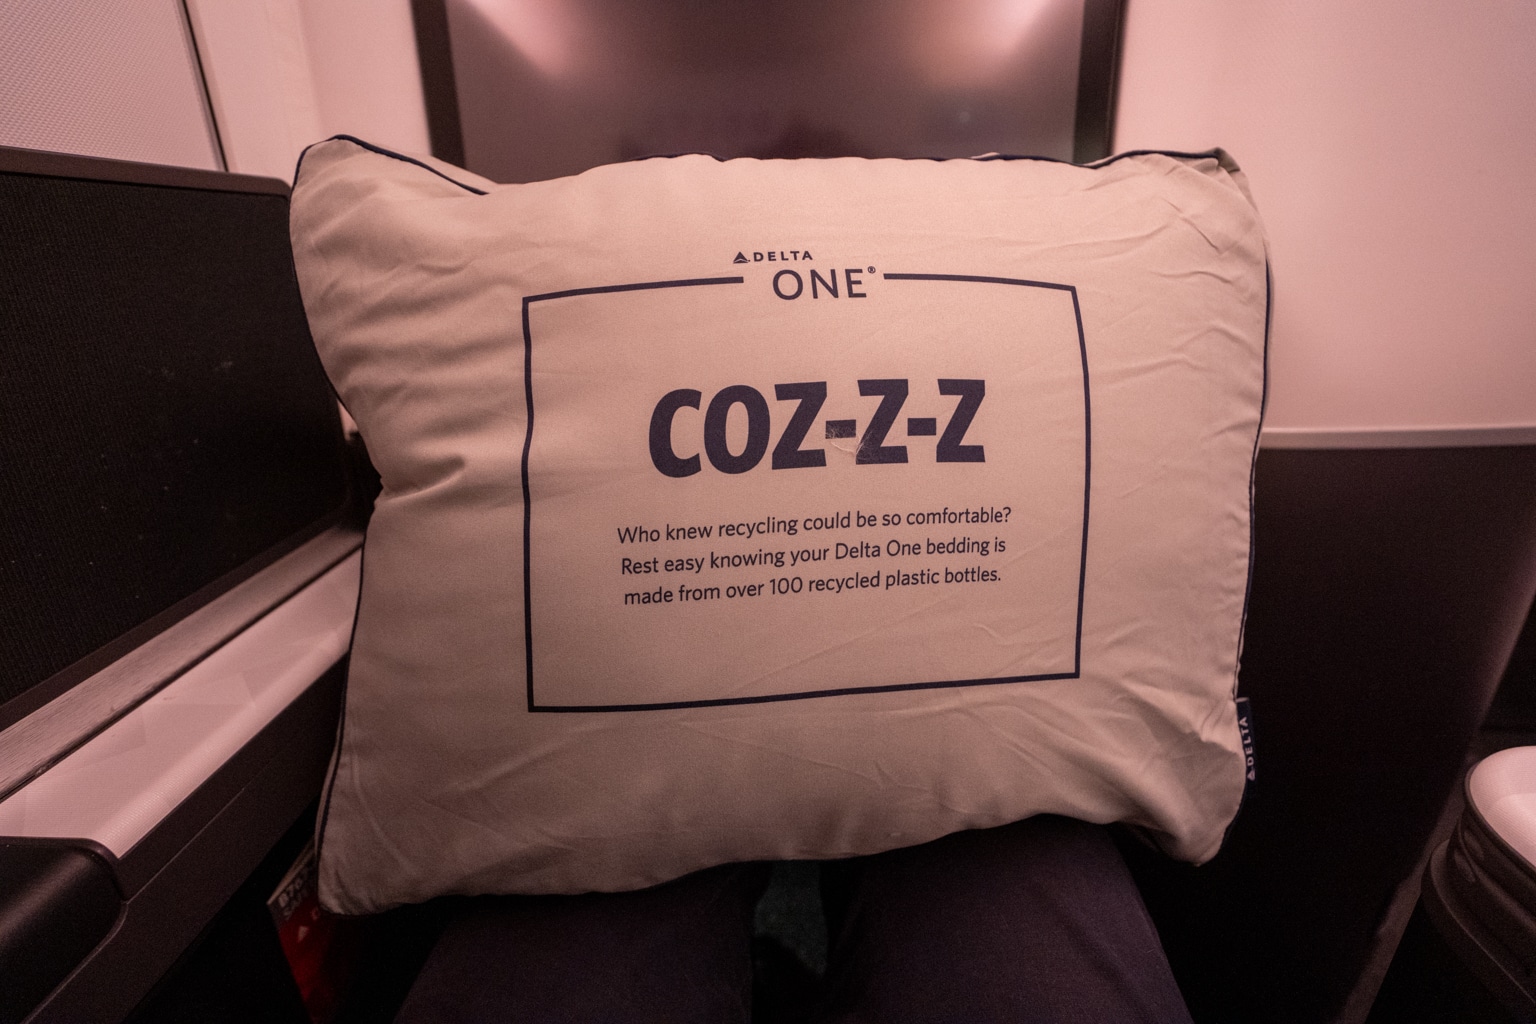 DELTA
ONE®
COZ-Z-Z
Who knew recycling could be so comfortable?
Rest easy knowing your Delta One bedding is
made from over 100 recycled plastic bottles.
DELTA